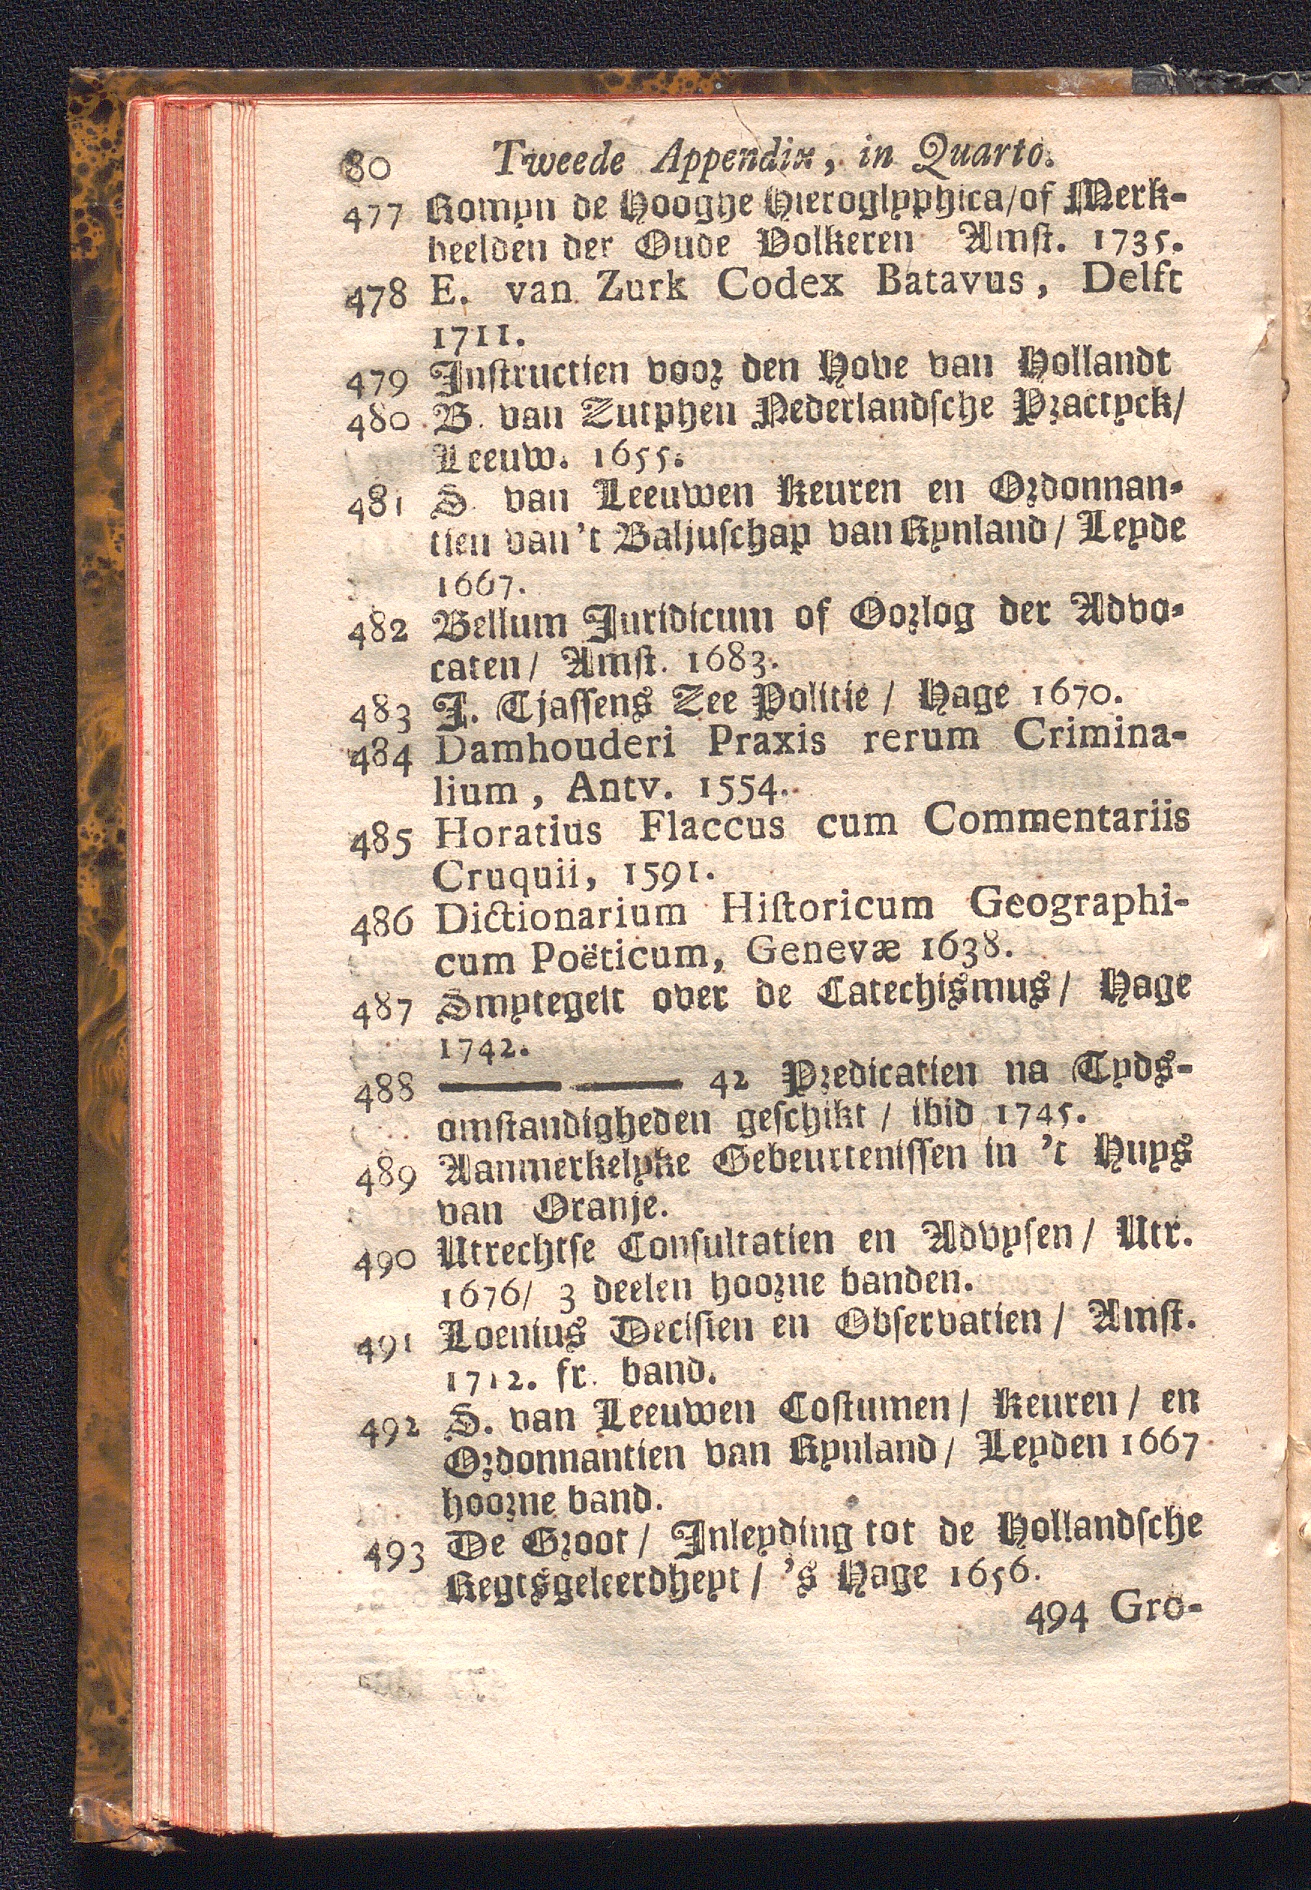 80 Tweede Appendix, in Quarto.
477 Romyn de Hooghe Hieroglyphica/of Merk-
beelden der Oude Volkeren Amst. 1735.
478 E. van Zurk Codex Batavus, Delft
1711.
479 Instructien voor den Hove van Hollandt
480 B. van Zutphen Nederlandsche Practyck/
Leeuw. 1655.
481 S. van Leeuwen Keuren en Ordonnan-
tien van 't Baljuschap van Rynland / Leyde
1667.
482 Bellum Juridicum of Oorlog der Advo-
caten / Amst. 1683.
483 J. Tjassens Zee Politie / Hage 1670.
484 Damhouderi Praxis rerum Crimina-
lium, Antv. 1554.
485 Horatius Flaccus cum Commentariis
Cruquii, 1591.
486 Dictionarium Historicum Geographi-
cum Poëticum, Genevæ 1638.
487 Smytegelt over de Catechismus / Hage
1742.
488 —— —— 42 Predicatien na Tyds-
omstandigheden geschikt / ibid 1745.
489 Aanmerkelyke Gebeurtenissen in 't Huys
van Oranje.
490 Utrechtse Consultatien en Advysen / Utr.
1676/ 3 deelen hoorne banden.
491 Loenius Decisien en Observatien / Amst.
1712. fr. band.
492 S. van Leeuwen Costumen / Keuren / en
Ordonnantien van Rynland / Leyden 1667
hoorne band.
493 De Groot / Inleyding tot de Hollandsche
Regtsgeleerdheyt / 's Hage 1656.
494 Gro-